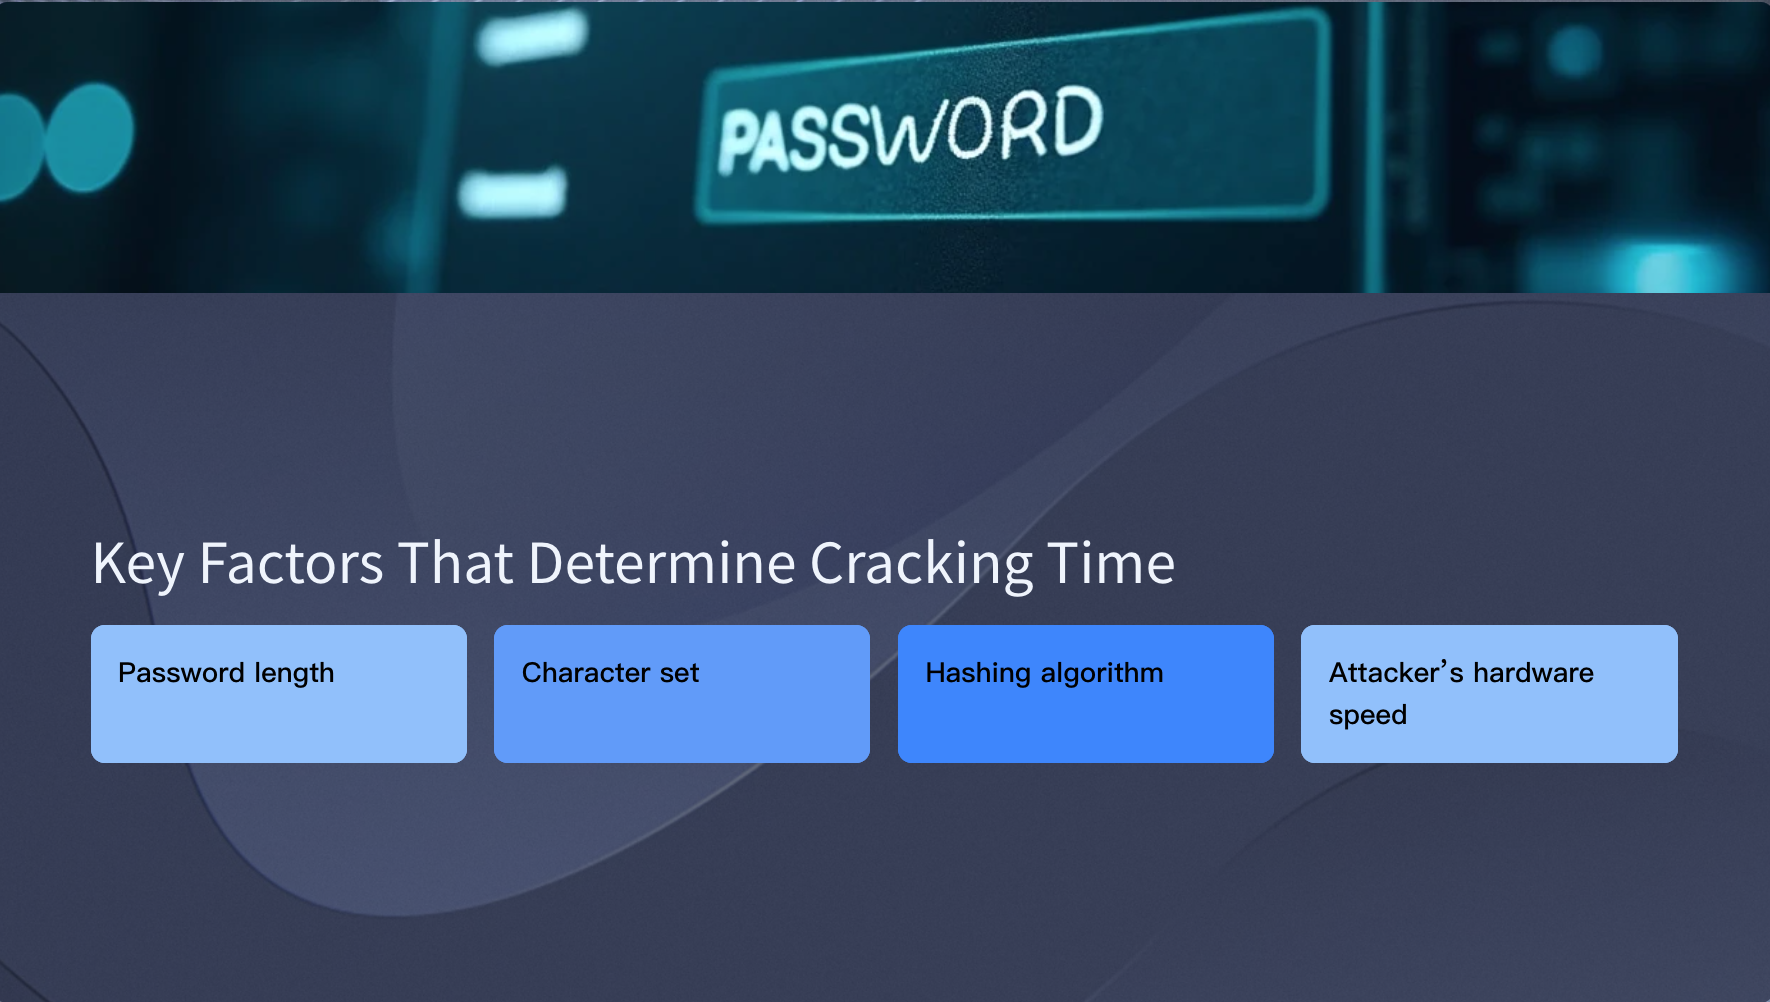 PASSWORD
Key Factors That Determine Cracking Time
Password length
Character set
Hashing algorithm
Attacker’s hardware
speed